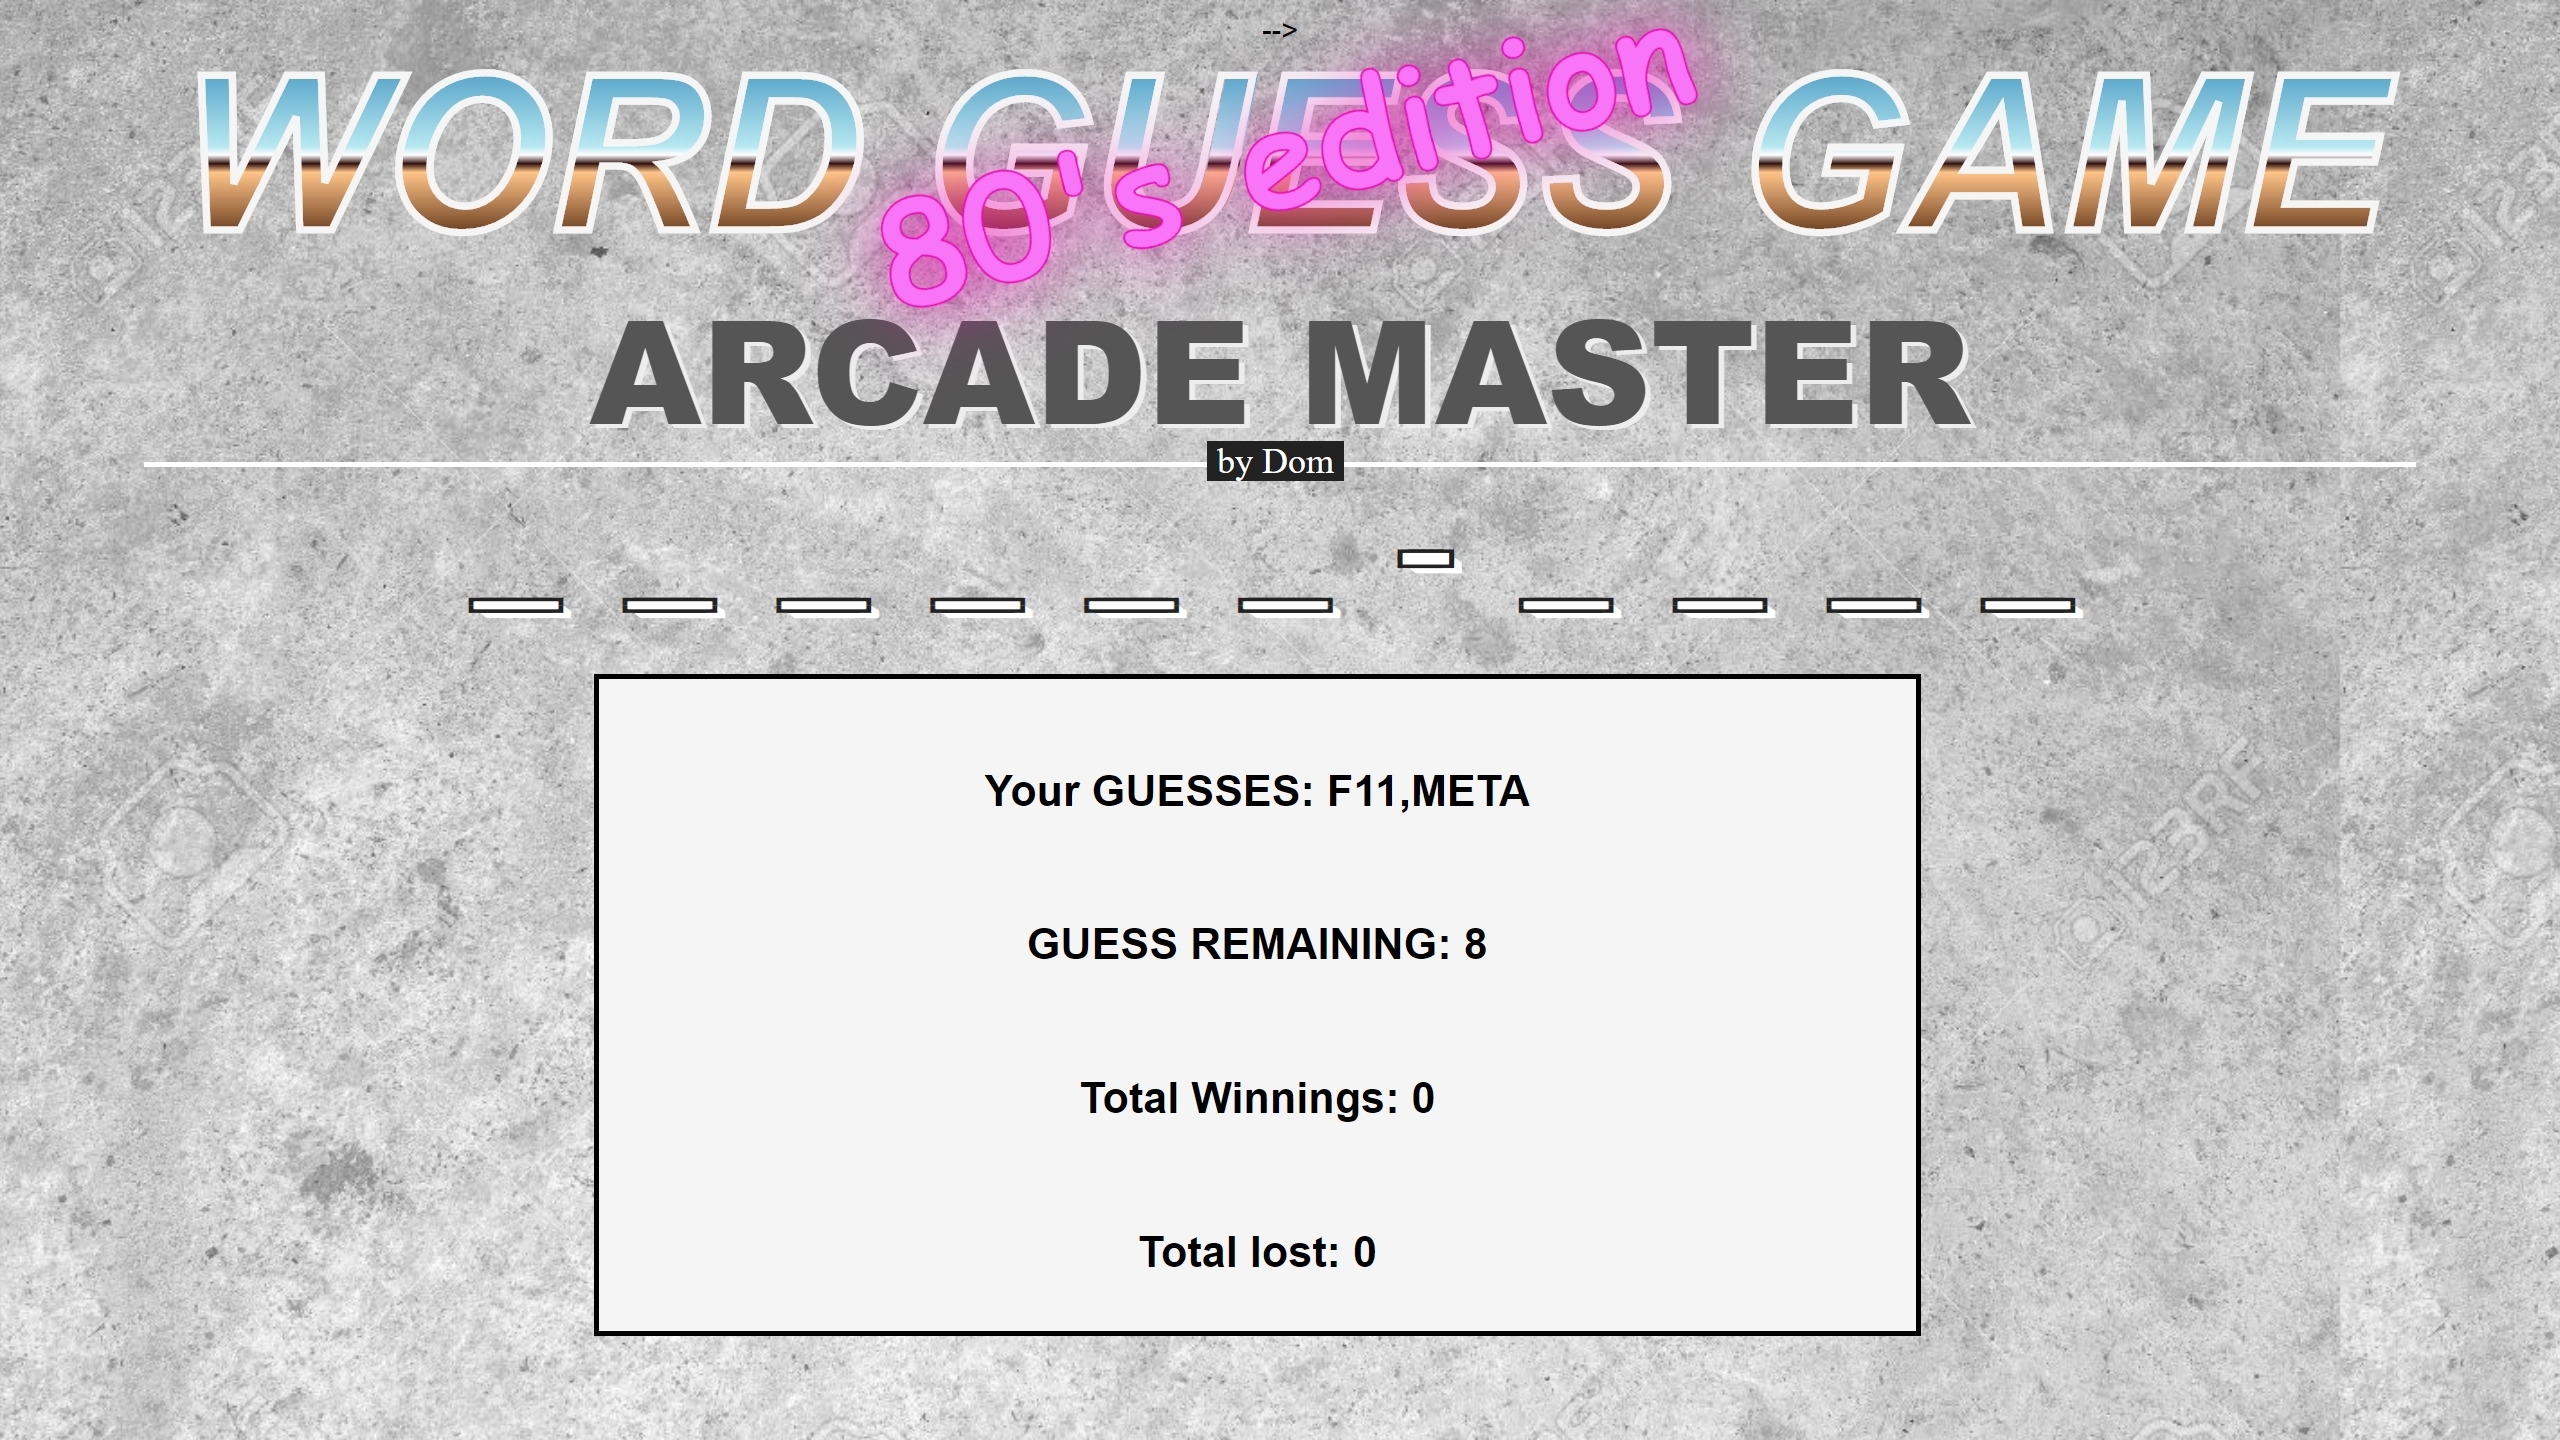 -->
WORD GUESS GAME
80's edition
ARCADE MASTER
by Dom
_ _ _ _ _ _ - _ _ _ _
Your GUESSES: F11,META
GUESS REMAINING: 8
Total Winnings: 0
Total lost: 0
123RF